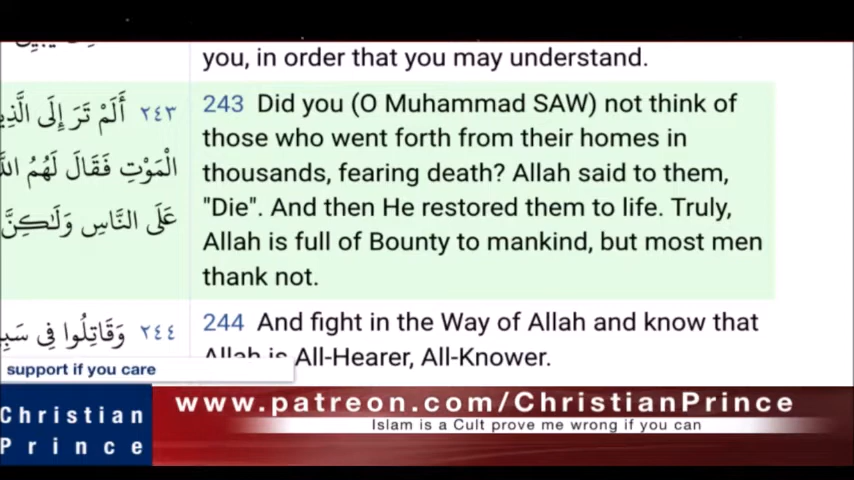 you, in order that you may understand.
٢٤٣ أَلَمْ تَرَ إِلَى
243 Did you (O Muhammad SAW) not think of
those who went forth from their homes in
الْمَوْتِ فَقَالَ لَهُمُ
thousands, fearing death? Allah said to them,
"Die". And then He restored them to life. Truly,
عَلَى النَّاسِ وَلَٰكِنَّ
Allah is full of Bounty to mankind, but most men
thank not.
٢٤٤ وَقَاتِلُوا فِي
244 And fight in the Way of Allah and know that
Allah is All-Hearer, All-Knower.
support if you care
Christian
Prince
www.patreon.com/ChristianPrince
Islam is a Cult prove me wrong if you can